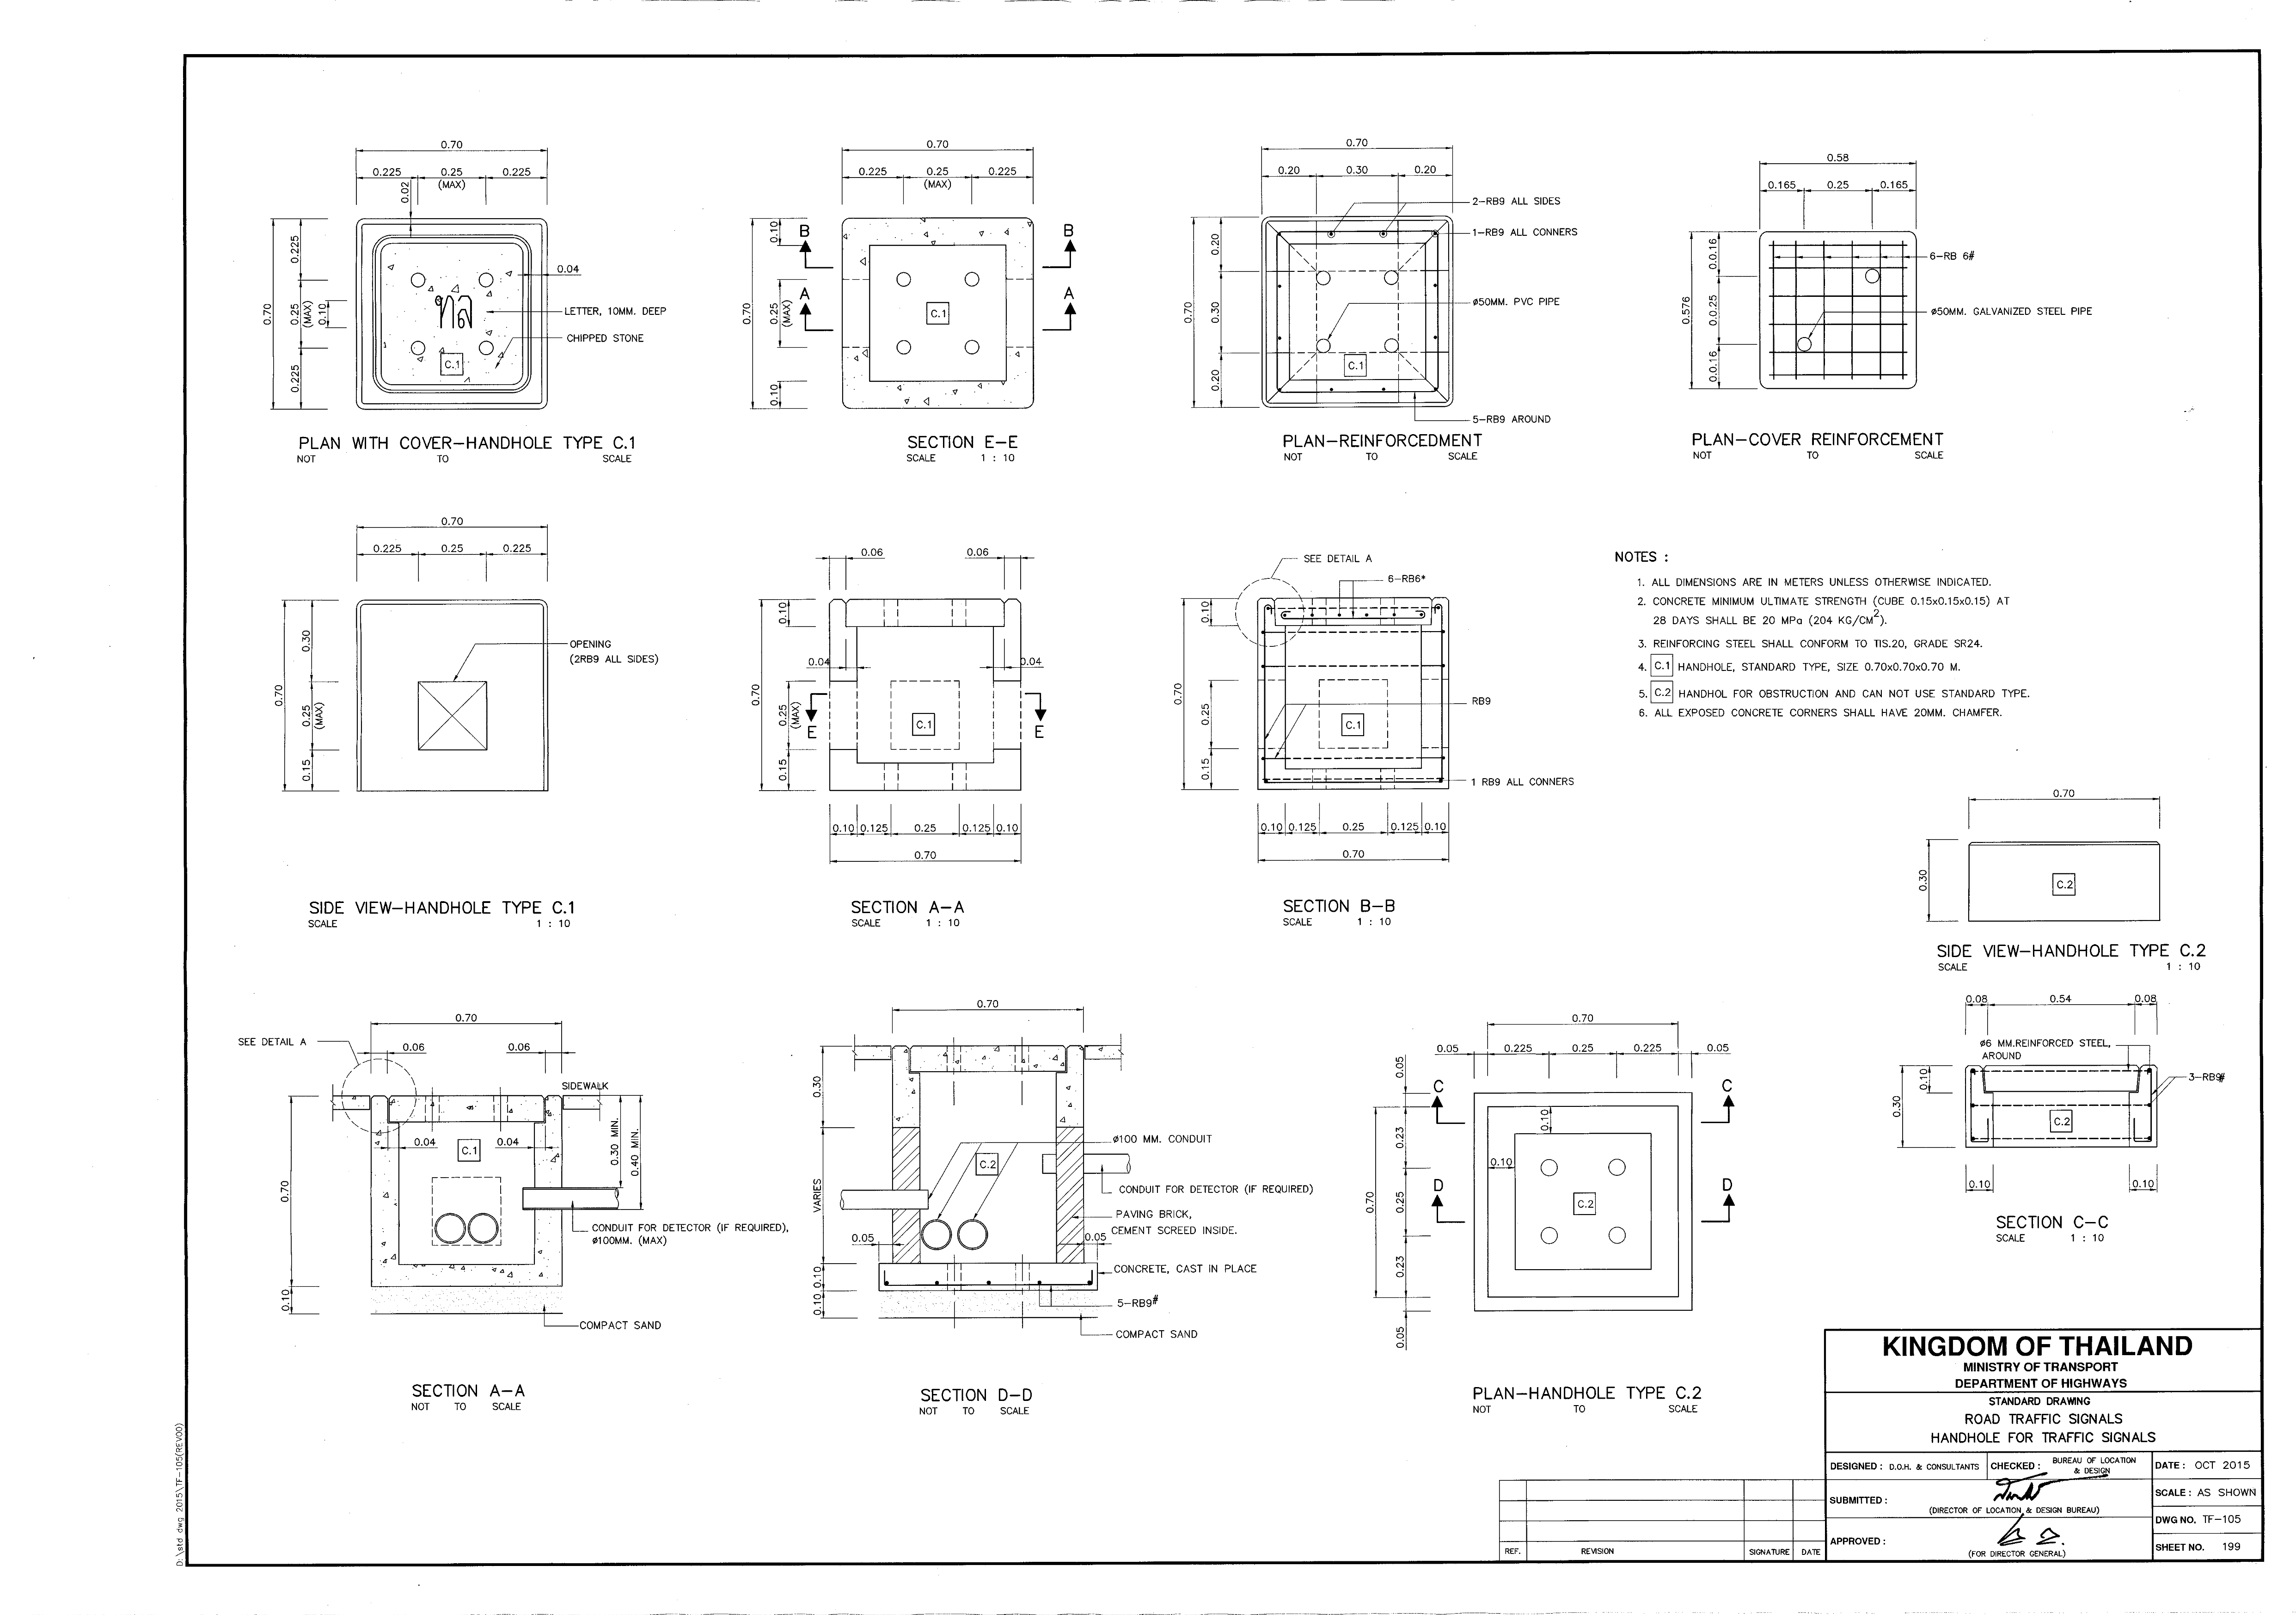 0.70
0.225 0.25 0.225
(MAX)
0.02
0.70
0.225
0.25
(MAX)
0.10
0.225
0.04
LETTER, 10MM. DEEP
CHIPPED STONE
ทล
C.1
PLAN WITH COVER-HANDHOLE TYPE C.1
NOT TO SCALE
0.70
0.225 0.25 0.225
(MAX)
0.10
0.70
0.25
(MAX)
0.10
B B
A A
C.1
SECTION E-E
SCALE 1 : 10
0.70
0.20 0.30 0.20
0.70
0.20
0.30
0.20
2-RB9 ALL SIDES
1-RB9 ALL CONNERS
ø50MM. PVC PIPE
C.1
5-RB9 AROUND
PLAN-REINFORCEDMENT
NOT TO SCALE
0.58
0.165 0.25 0.165
0.576
0.0.16
0.0.25
0.0.16
6-RB 6#
ø50MM. GALVANIZED STEEL PIPE
PLAN-COVER REINFORCEMENT
NOT TO SCALE
0.70
0.225 0.25 0.225
0.70
0.30
0.25
(MAX)
0.15
OPENING
(2RB9 ALL SIDES)
SIDE VIEW-HANDHOLE TYPE C.1
SCALE 1 : 10
0.06 0.06
0.10
0.04 0.04
0.70
0.25
(MAX)
0.15
E E
C.1
0.10 0.125 0.25 0.125 0.10
0.70
SECTION A-A
SCALE 1 : 10
SEE DETAIL A
6-RB6*
0.10
0.70
0.25
0.15
RB9
C.1
1 RB9 ALL CONNERS
0.10 0.125 0.25 0.125 0.10
0.70
SECTION B-B
SCALE 1 : 10
NOTES :
1. ALL DIMENSIONS ARE IN METERS UNLESS OTHERWISE INDICATED.
2. CONCRETE MINIMUM ULTIMATE STRENGTH (CUBE 0.15x0.15x0.15) AT
28 DAYS SHALL BE 20 MPa (204 KG/CM2).
3. REINFORCING STEEL SHALL CONFORM TO TIS.20, GRADE SR24.
4. C.1 HANDHOLE, STANDARD TYPE, SIZE 0.70x0.70x0.70 M.
5. C.2 HANDHOL FOR OBSTRUCTION AND CAN NOT USE STANDARD TYPE.
6. ALL EXPOSED CONCRETE CORNERS SHALL HAVE 20MM. CHAMFER.
0.70
0.30
C.2
SIDE VIEW-HANDHOLE TYPE C.2
SCALE 1 : 10
0.70
SEE DETAIL A
0.06 0.06
SIDEWALK
0.04 0.04
C.1
0.30 MIN.
0.40 MIN.
0.70
0.10
CONDUIT FOR DETECTOR (IF REQUIRED),
ø100MM. (MAX)
COMPACT SAND
SECTION A-A
NOT TO SCALE
0.70
0.30
VARIES
ø100 MM. CONDUIT
C.2
CONDUIT FOR DETECTOR (IF REQUIRED)
PAVING BRICK,
CEMENT SCREED INSIDE.
0.05 0.05
0.10
0.10
CONCRETE, CAST IN PLACE
5-RB9#
COMPACT SAND
SECTION D-D
NOT TO SCALE
0.70
0.05 0.225 0.25 0.225 0.05
0.05
C C
0.10
0.23
0.10
D D
0.70
0.25
C.2
0.23
0.05
PLAN-HANDHOLE TYPE C.2
NOT TO SCALE
0.08 0.54 0.08
ø6 MM.REINFORCED STEEL,
AROUND
0.10
0.30
3-RB9#
C.2
0.10 0.10
SECTION C-C
SCALE 1 : 10
KINGDOM OF THAILAND
MINISTRY OF TRANSPORT
DEPARTMENT OF HIGHWAYS
STANDARD DRAWING
ROAD TRAFFIC SIGNALS
HANDHOLE FOR TRAFFIC SIGNALS
DESIGNED : D.O.H. & CONSULTANTS CHECKED : BUREAU OF LOCATION & DESIGN DATE : OCT 2015
SUBMITTED : SCALE : AS SHOWN
(DIRECTOR OF LOCATION & DESIGN BUREAU)
DWG NO. TF-105
APPROVED :
(FOR DIRECTOR GENERAL)
SHEET NO. 199
REF. REVISION SIGNATURE DATE
D:\std dwg 2015\TF-105(REV00)